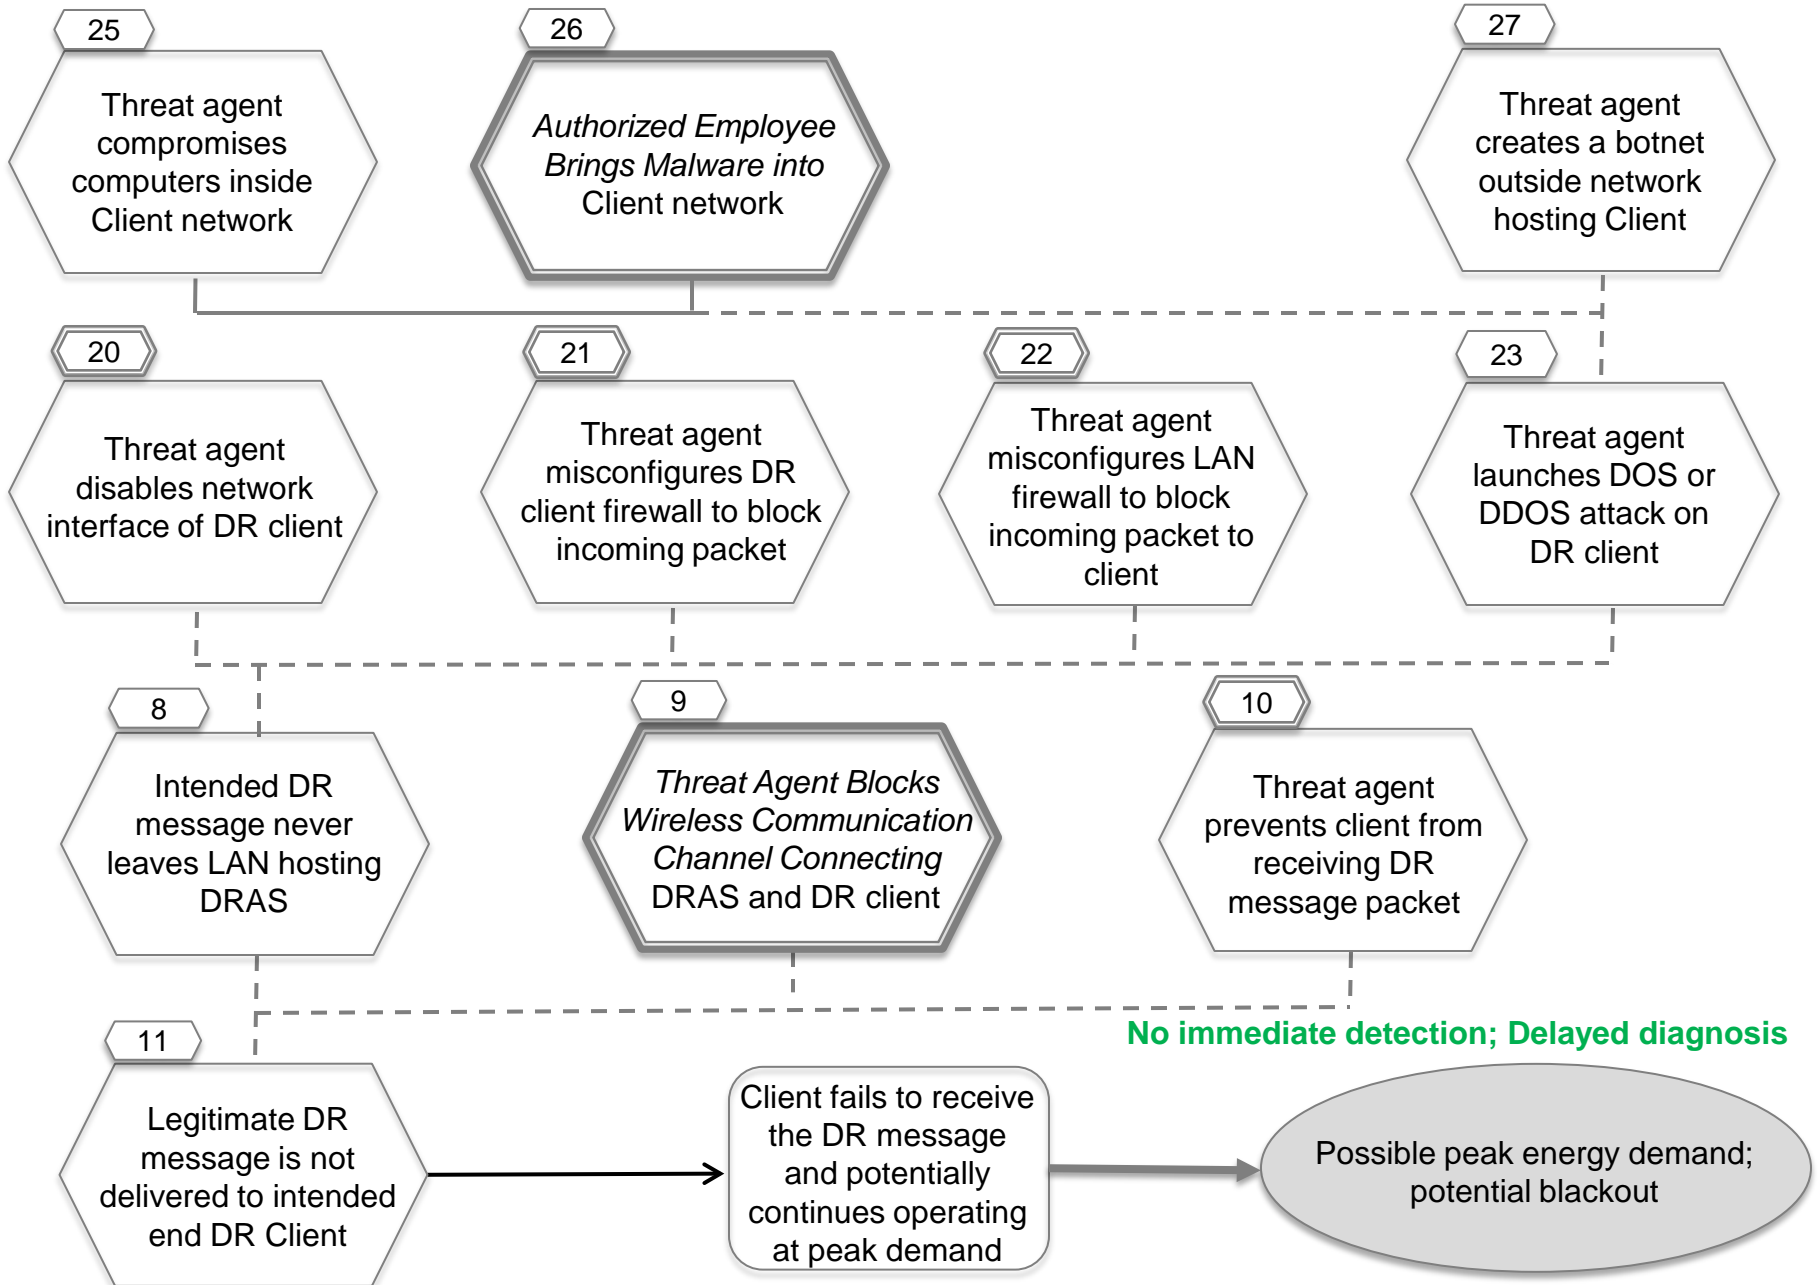 25
Threat agent
compromises
computers inside
Client network
26
Authorized Employee
Brings Malware into
Client network
27
Threat agent
creates a botnet
outside network
hosting Client
20
Threat agent
disables network
interface of DR client
21
Threat agent
misconfigures DR
client firewall to block
incoming packet
22
Threat agent
misconfigures LAN
firewall to block
incoming packet to
client
23
Threat agent
launches DOS or
DDOS attack on
DR client
8
Intended DR
message never
leaves LAN hosting
DRAS
9
Threat Agent Blocks
Wireless Communication
Channel Connecting
DRAS and DR client
10
Threat agent
prevents client from
receiving DR
message packet
11
Legitimate DR
message is not
delivered to intended
end DR Client
Client fails to receive
the DR message
and potentially
continues operating
at peak demand
No immediate detection; Delayed diagnosis
Possible peak energy demand;
potential blackout